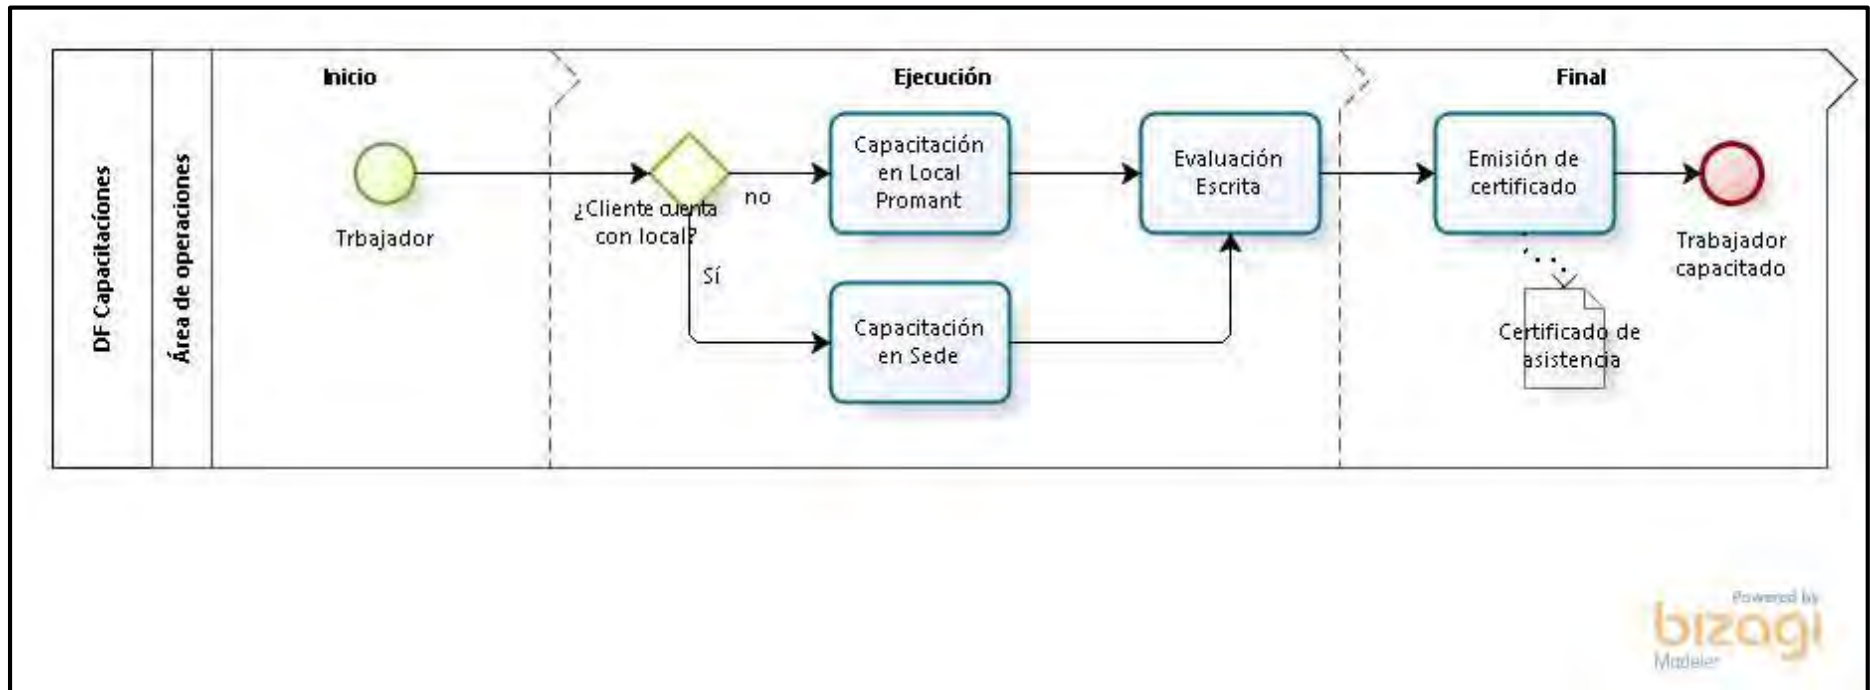 DF Capacitaciones
Área de operaciones
Inicio
Ejecución
Final
Trbajador
¿Cliente cuenta
con local?
no
Sí
Capacitación
en Local
Promant
Capacitación
en Sede
Evaluación
Escrita
Emisión de
certificado
Certificado de
asistencia
Trabajador
capacitado
Powered by
bizagi
Modeler